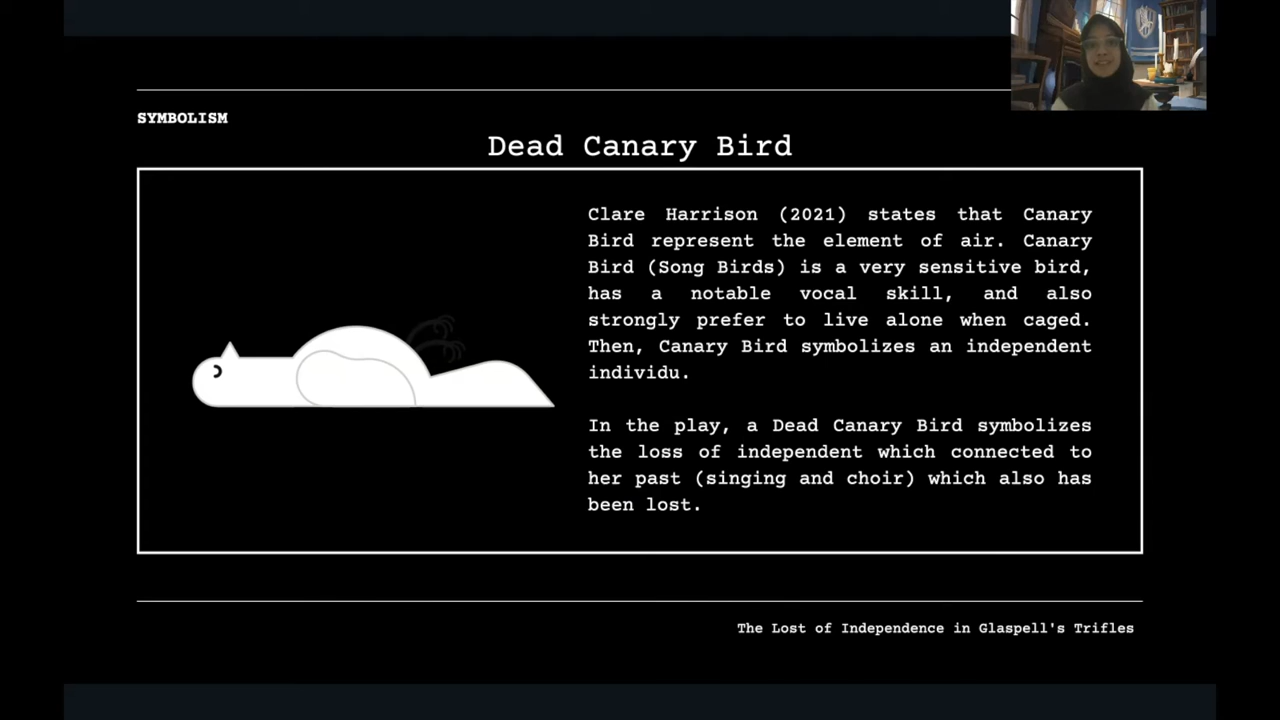 SYMBOLISM
Dead Canary Bird
Clare Harrison (2021) states that Canary
Bird represent the element of air. Canary
Bird (Song Birds) is a very sensitive bird,
has a notable vocal skill, and also
strongly prefer to live alone when caged.
Then, Canary Bird symbolizes an independent
individu.
In the play, a Dead Canary Bird symbolizes
the loss of independent which connected to
her past (singing and choir) which also has
been lost.
The Lost of Independence in Glaspell's Trifles